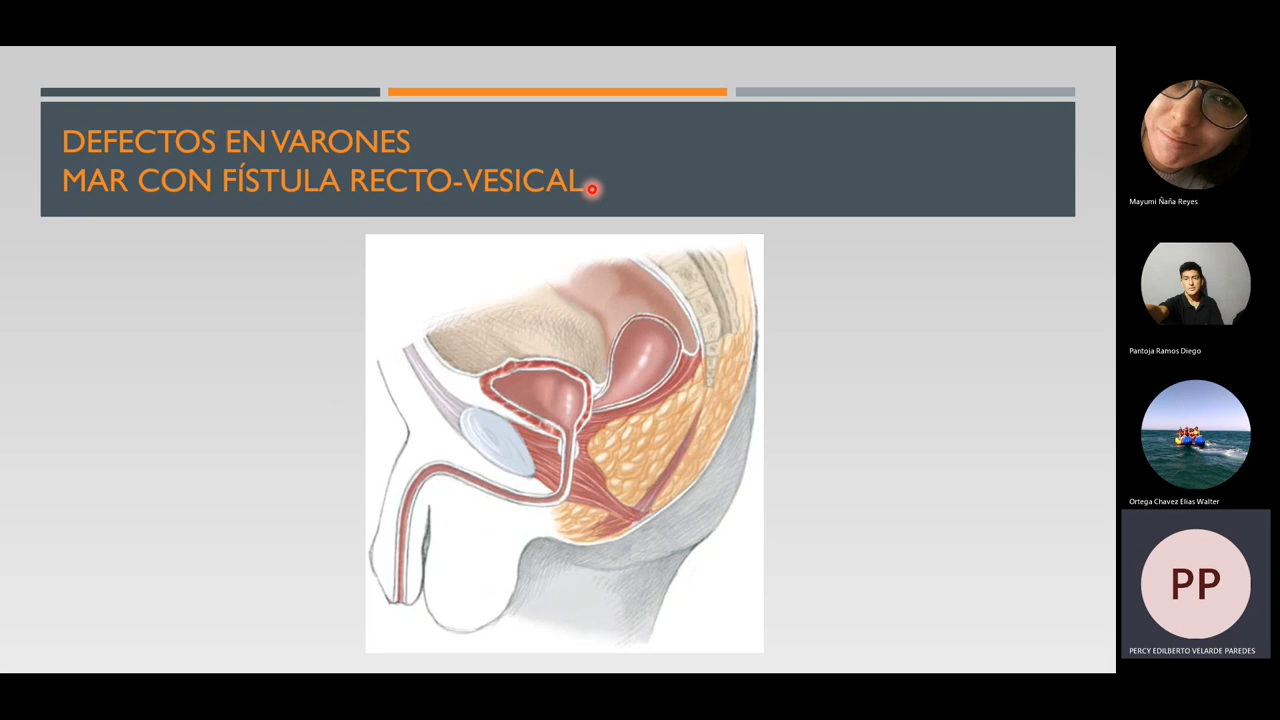 DEFECTOS EN VARONES
MAR CON FÍSTULA RECTO-VESICAL
Mayumi Ñaña Reyes
Pantoja Ramos Diego
Ortega Chavez Elias Walter
PP
PERCY EDILBERTO VELARDE PAREDES